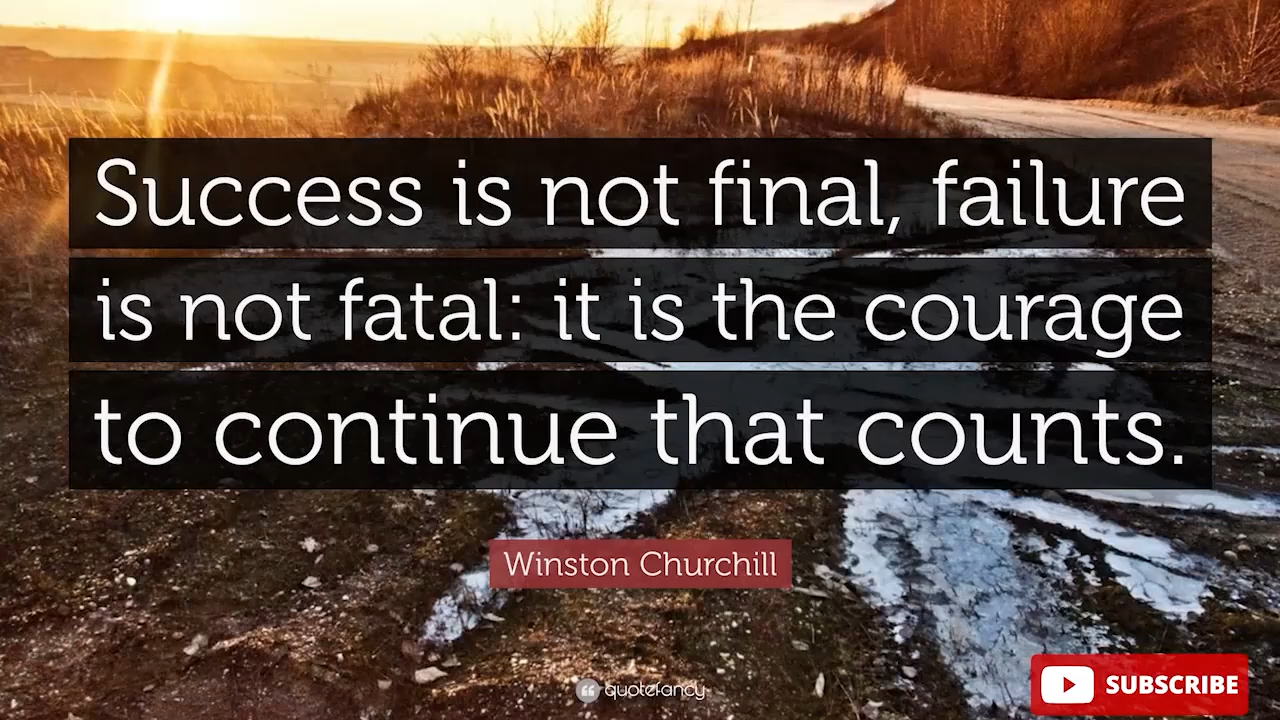 Success is not final, failure
is not fatal: it is the courage
to continue that counts.
Winston Churchill
quotefancy
SUBSCRIBE